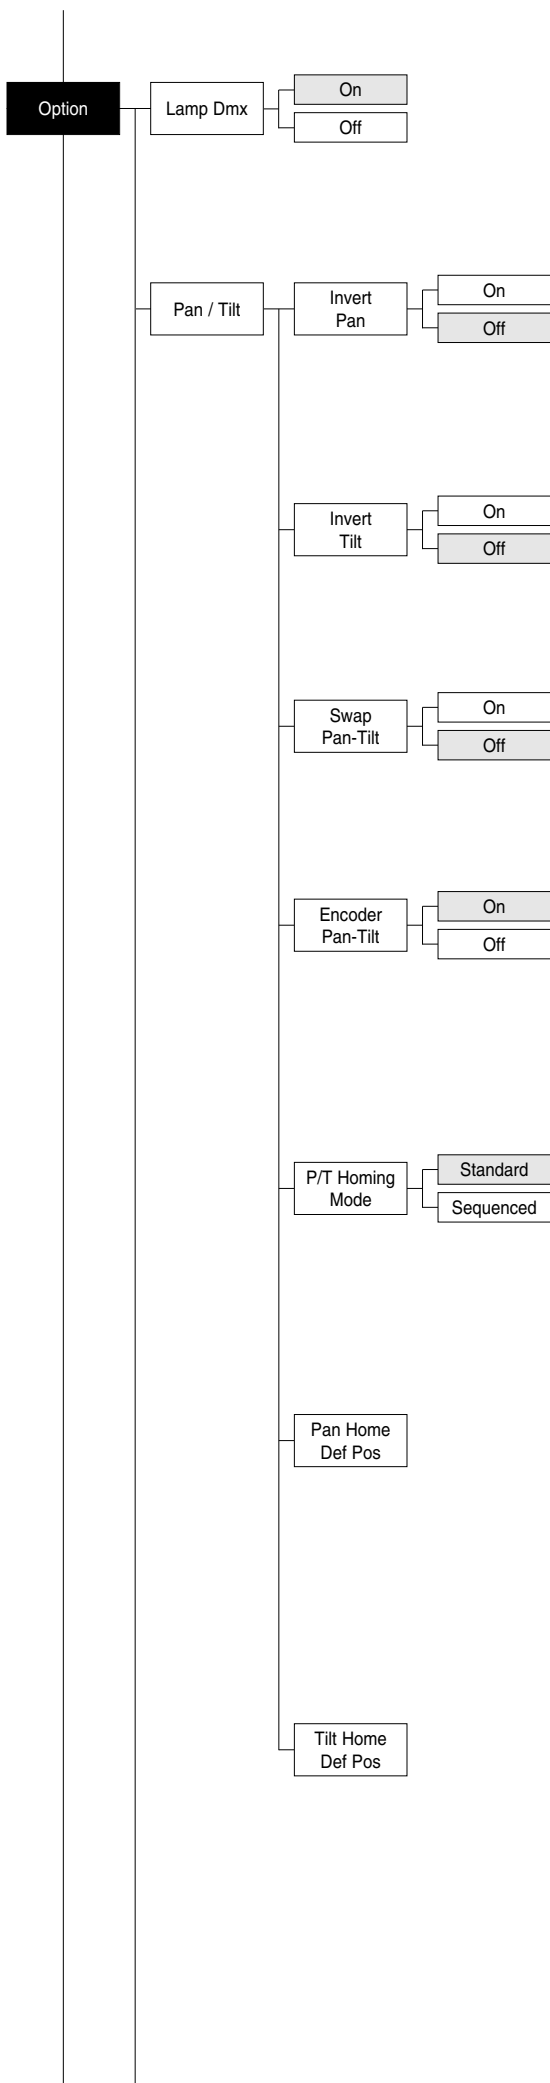 On
Option
Lamp Dmx
Off
Pan / Tilt
Invert
Pan
On
Off
Invert
Tilt
On
Off
Swap
Pan-Tilt
On
Off
Encoder
Pan-Tilt
On
Off
P/T Homing
Mode
Standard
Sequenced
Pan Home
Def Pos
Tilt Home
Def Pos